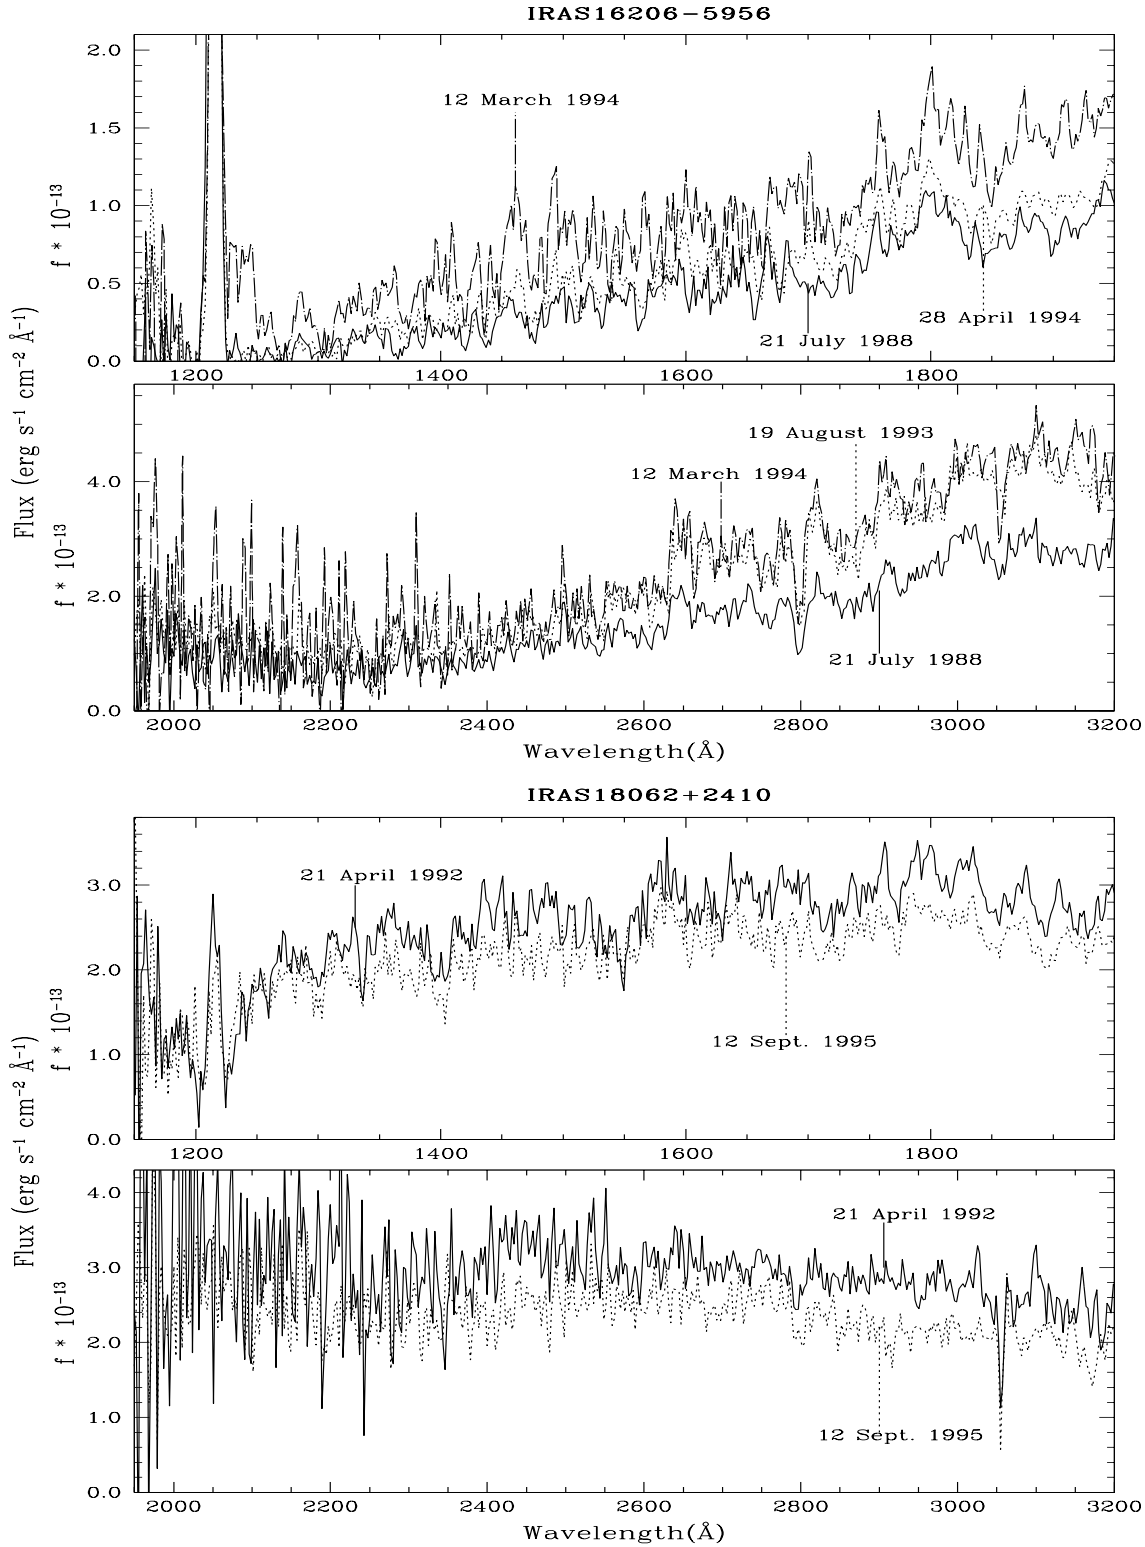 IRAS16206−5956
2.0
1.5
1.0
0.5
0.0
f * 10⁻¹³
12 March 1994
28 April 1994
21 July 1988
1200 1400 1600 1800
Flux (erg s⁻¹ cm⁻² Å⁻¹)
4.0
2.0
0.0
f * 10⁻¹³
19 August 1993
12 March 1994
21 July 1988
2000 2200 2400 2600 2800 3000 3200
Wavelength(Å)
IRAS18062+2410
3.0
2.0
1.0
0.0
f * 10⁻¹³
21 April 1992
12 Sept. 1995
1200 1400 1600 1800
Flux (erg s⁻¹ cm⁻² Å⁻¹)
4.0
3.0
2.0
1.0
0.0
f * 10⁻¹³
21 April 1992
12 Sept. 1995
2000 2200 2400 2600 2800 3000 3200
Wavelength(Å)